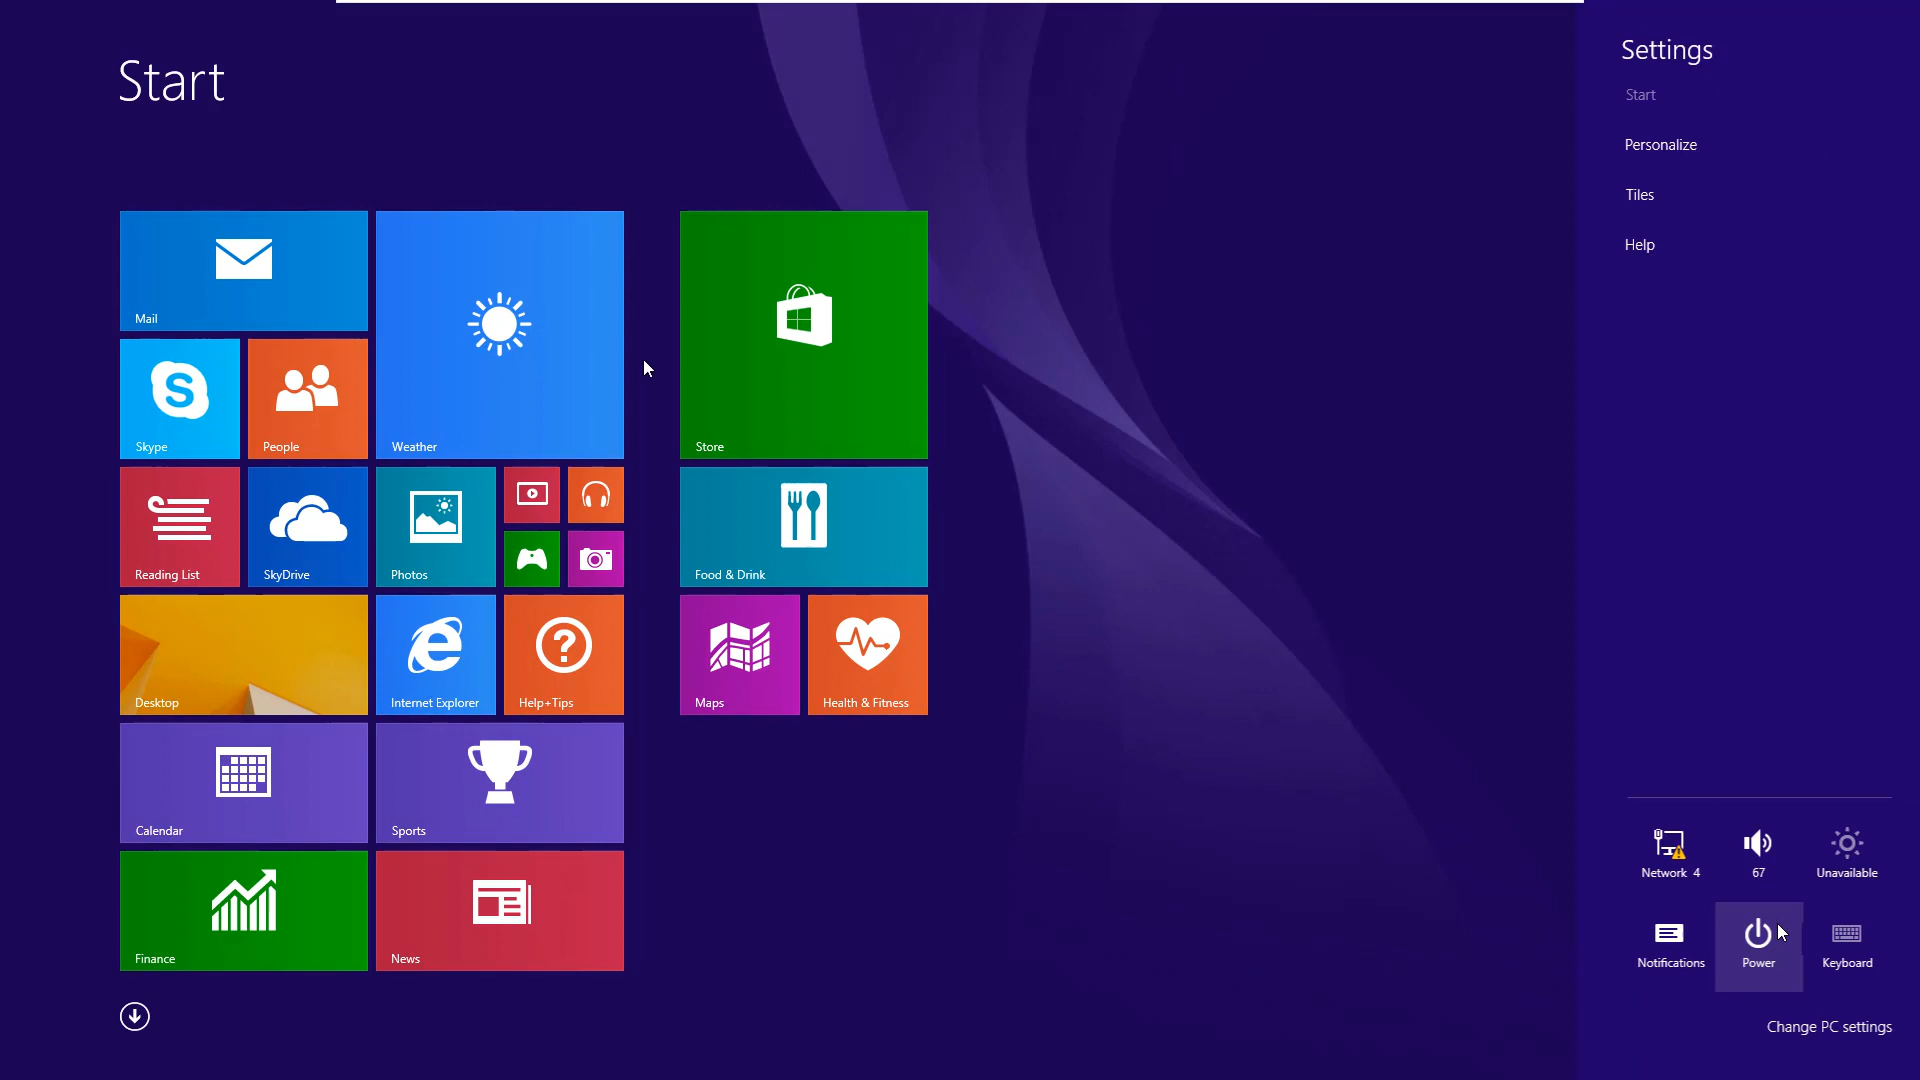 Start
Mail
Skype
People
Weather
Store
Reading List
SkyDrive
Photos
Food & Drink
Desktop
Internet Explorer
Help+Tips
Maps
Health & Fitness
Calendar
Sports
Finance
News
Settings
Start
Personalize
Tiles
Help
Network 4
67
Unavailable
Notifications
Power
Keyboard
Change PC settings